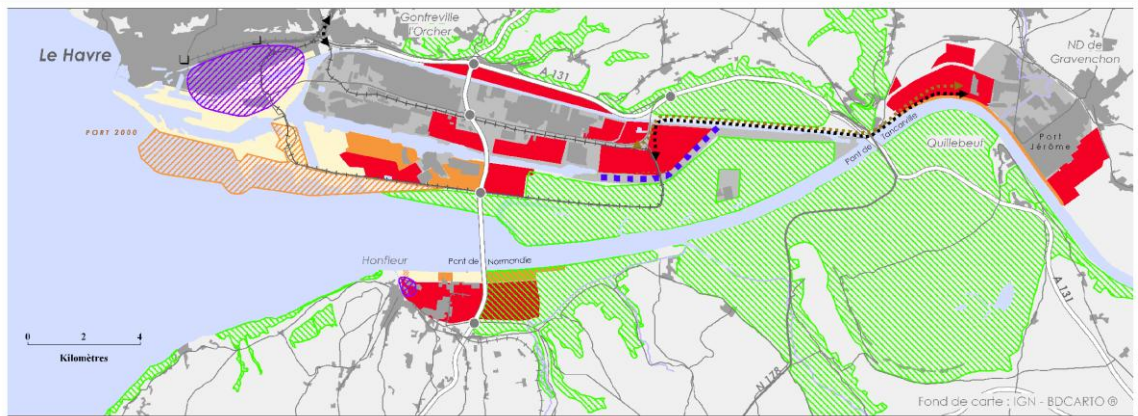 Le Havre
Gonfreville
l'Orcher
A 131
ND de
Gravenchon
PORT 2000
Port
Jérôme
Quillebeuf
Pont de Tancarville
Honfleur
Pont de Normandie
0 2 4
Kilomètres
A 131
N 178
Fond de carte : IGN - BDCARTO ®